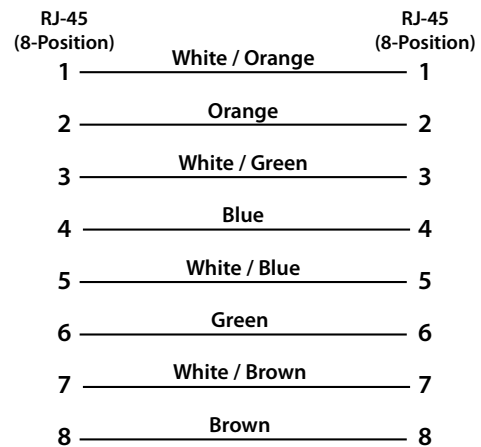 RJ-45 RJ-45
(8-Position) (8-Position)
1 White / Orange 1
2 Orange 2
3 White / Green 3
4 Blue 4
5 White / Blue 5
6 Green 6
7 White / Brown 7
8 Brown 8